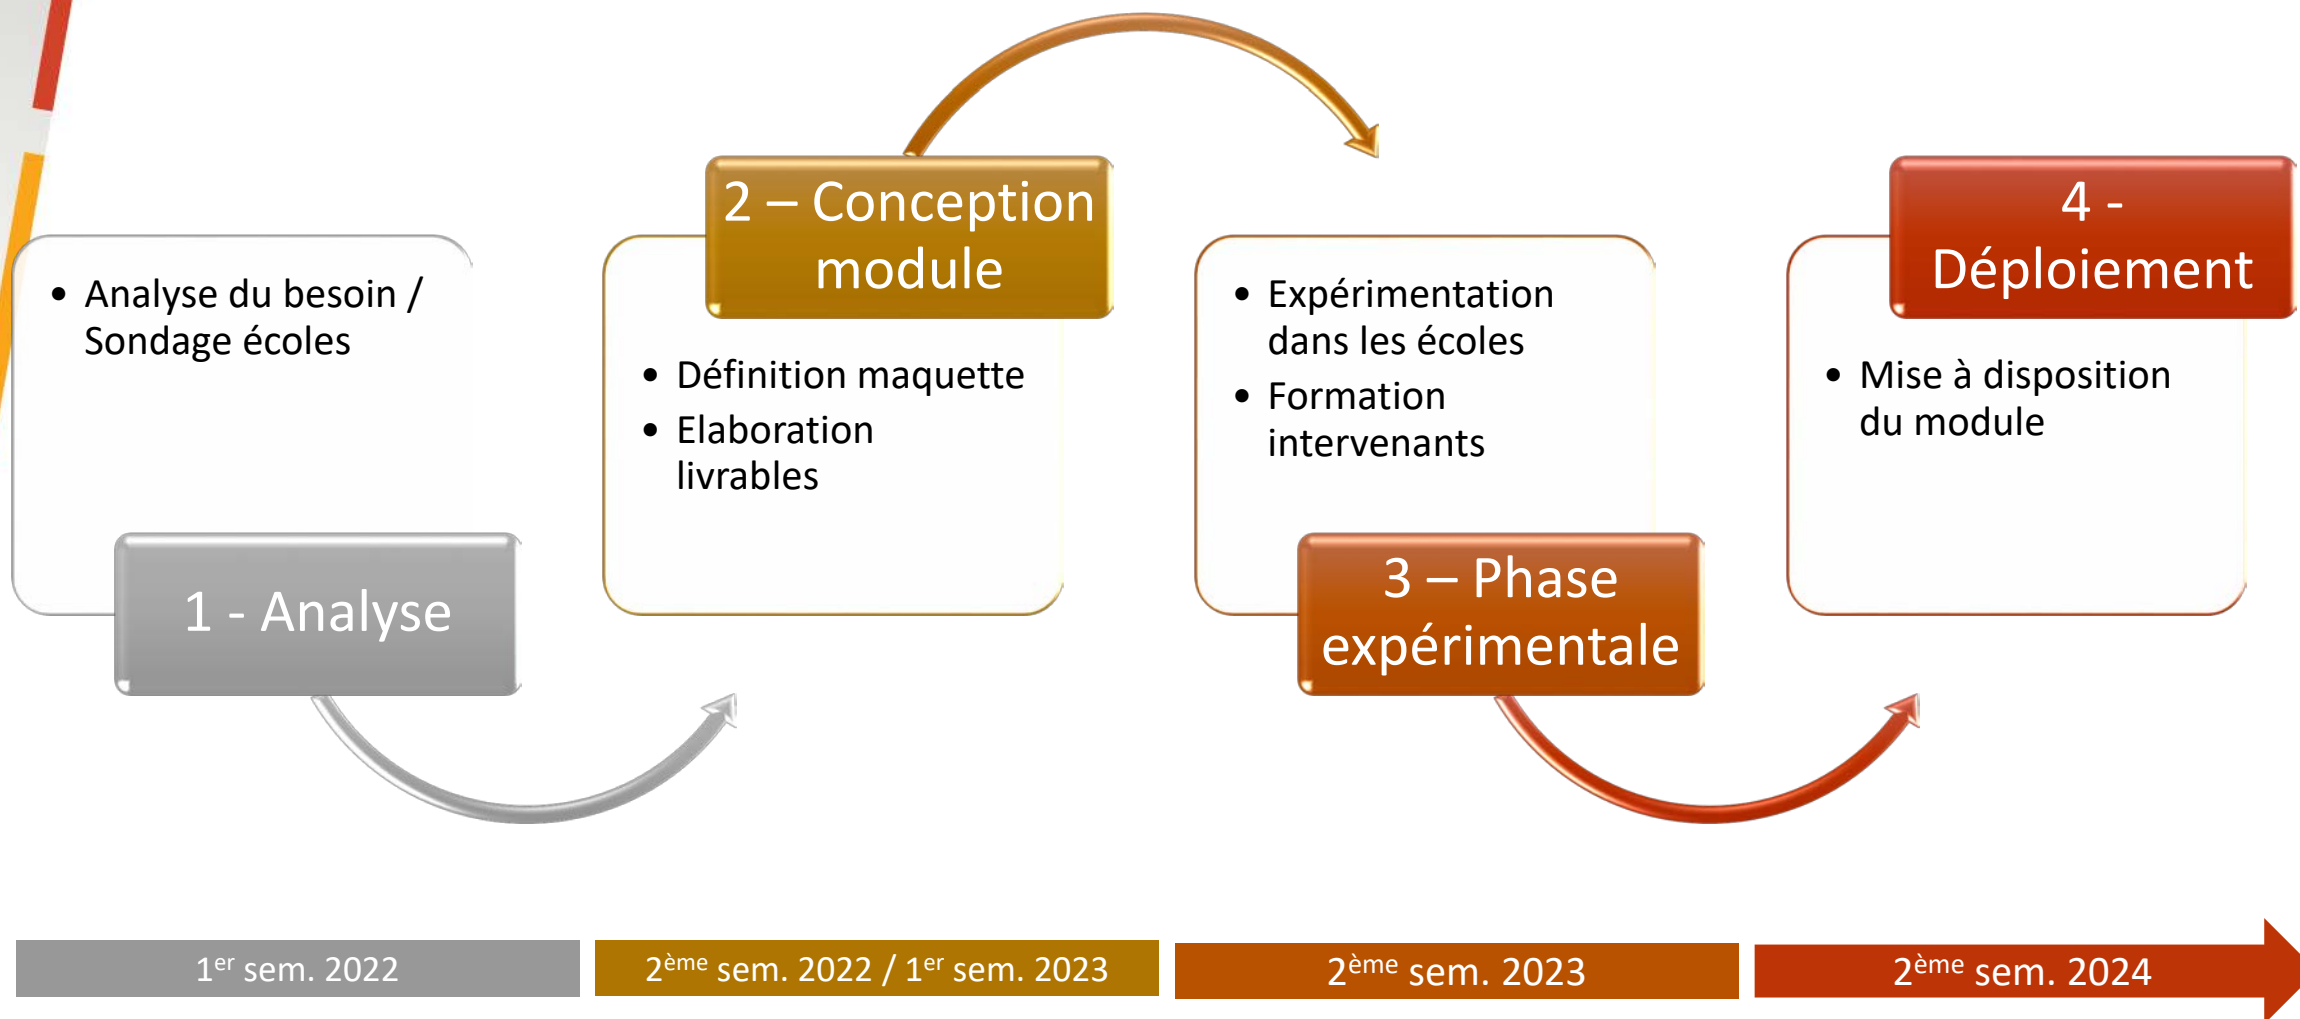 • Analyse du besoin /
Sondage écoles
1 - Analyse
2 – Conception
module
• Définition maquette
• Elaboration
livrables
• Expérimentation
dans les écoles
• Formation
intervenants
3 – Phase
expérimentale
4 -
Déploiement
• Mise à disposition
du module
1er sem. 2022
2ème sem. 2022 / 1er sem. 2023
2ème sem. 2023
2ème sem. 2024